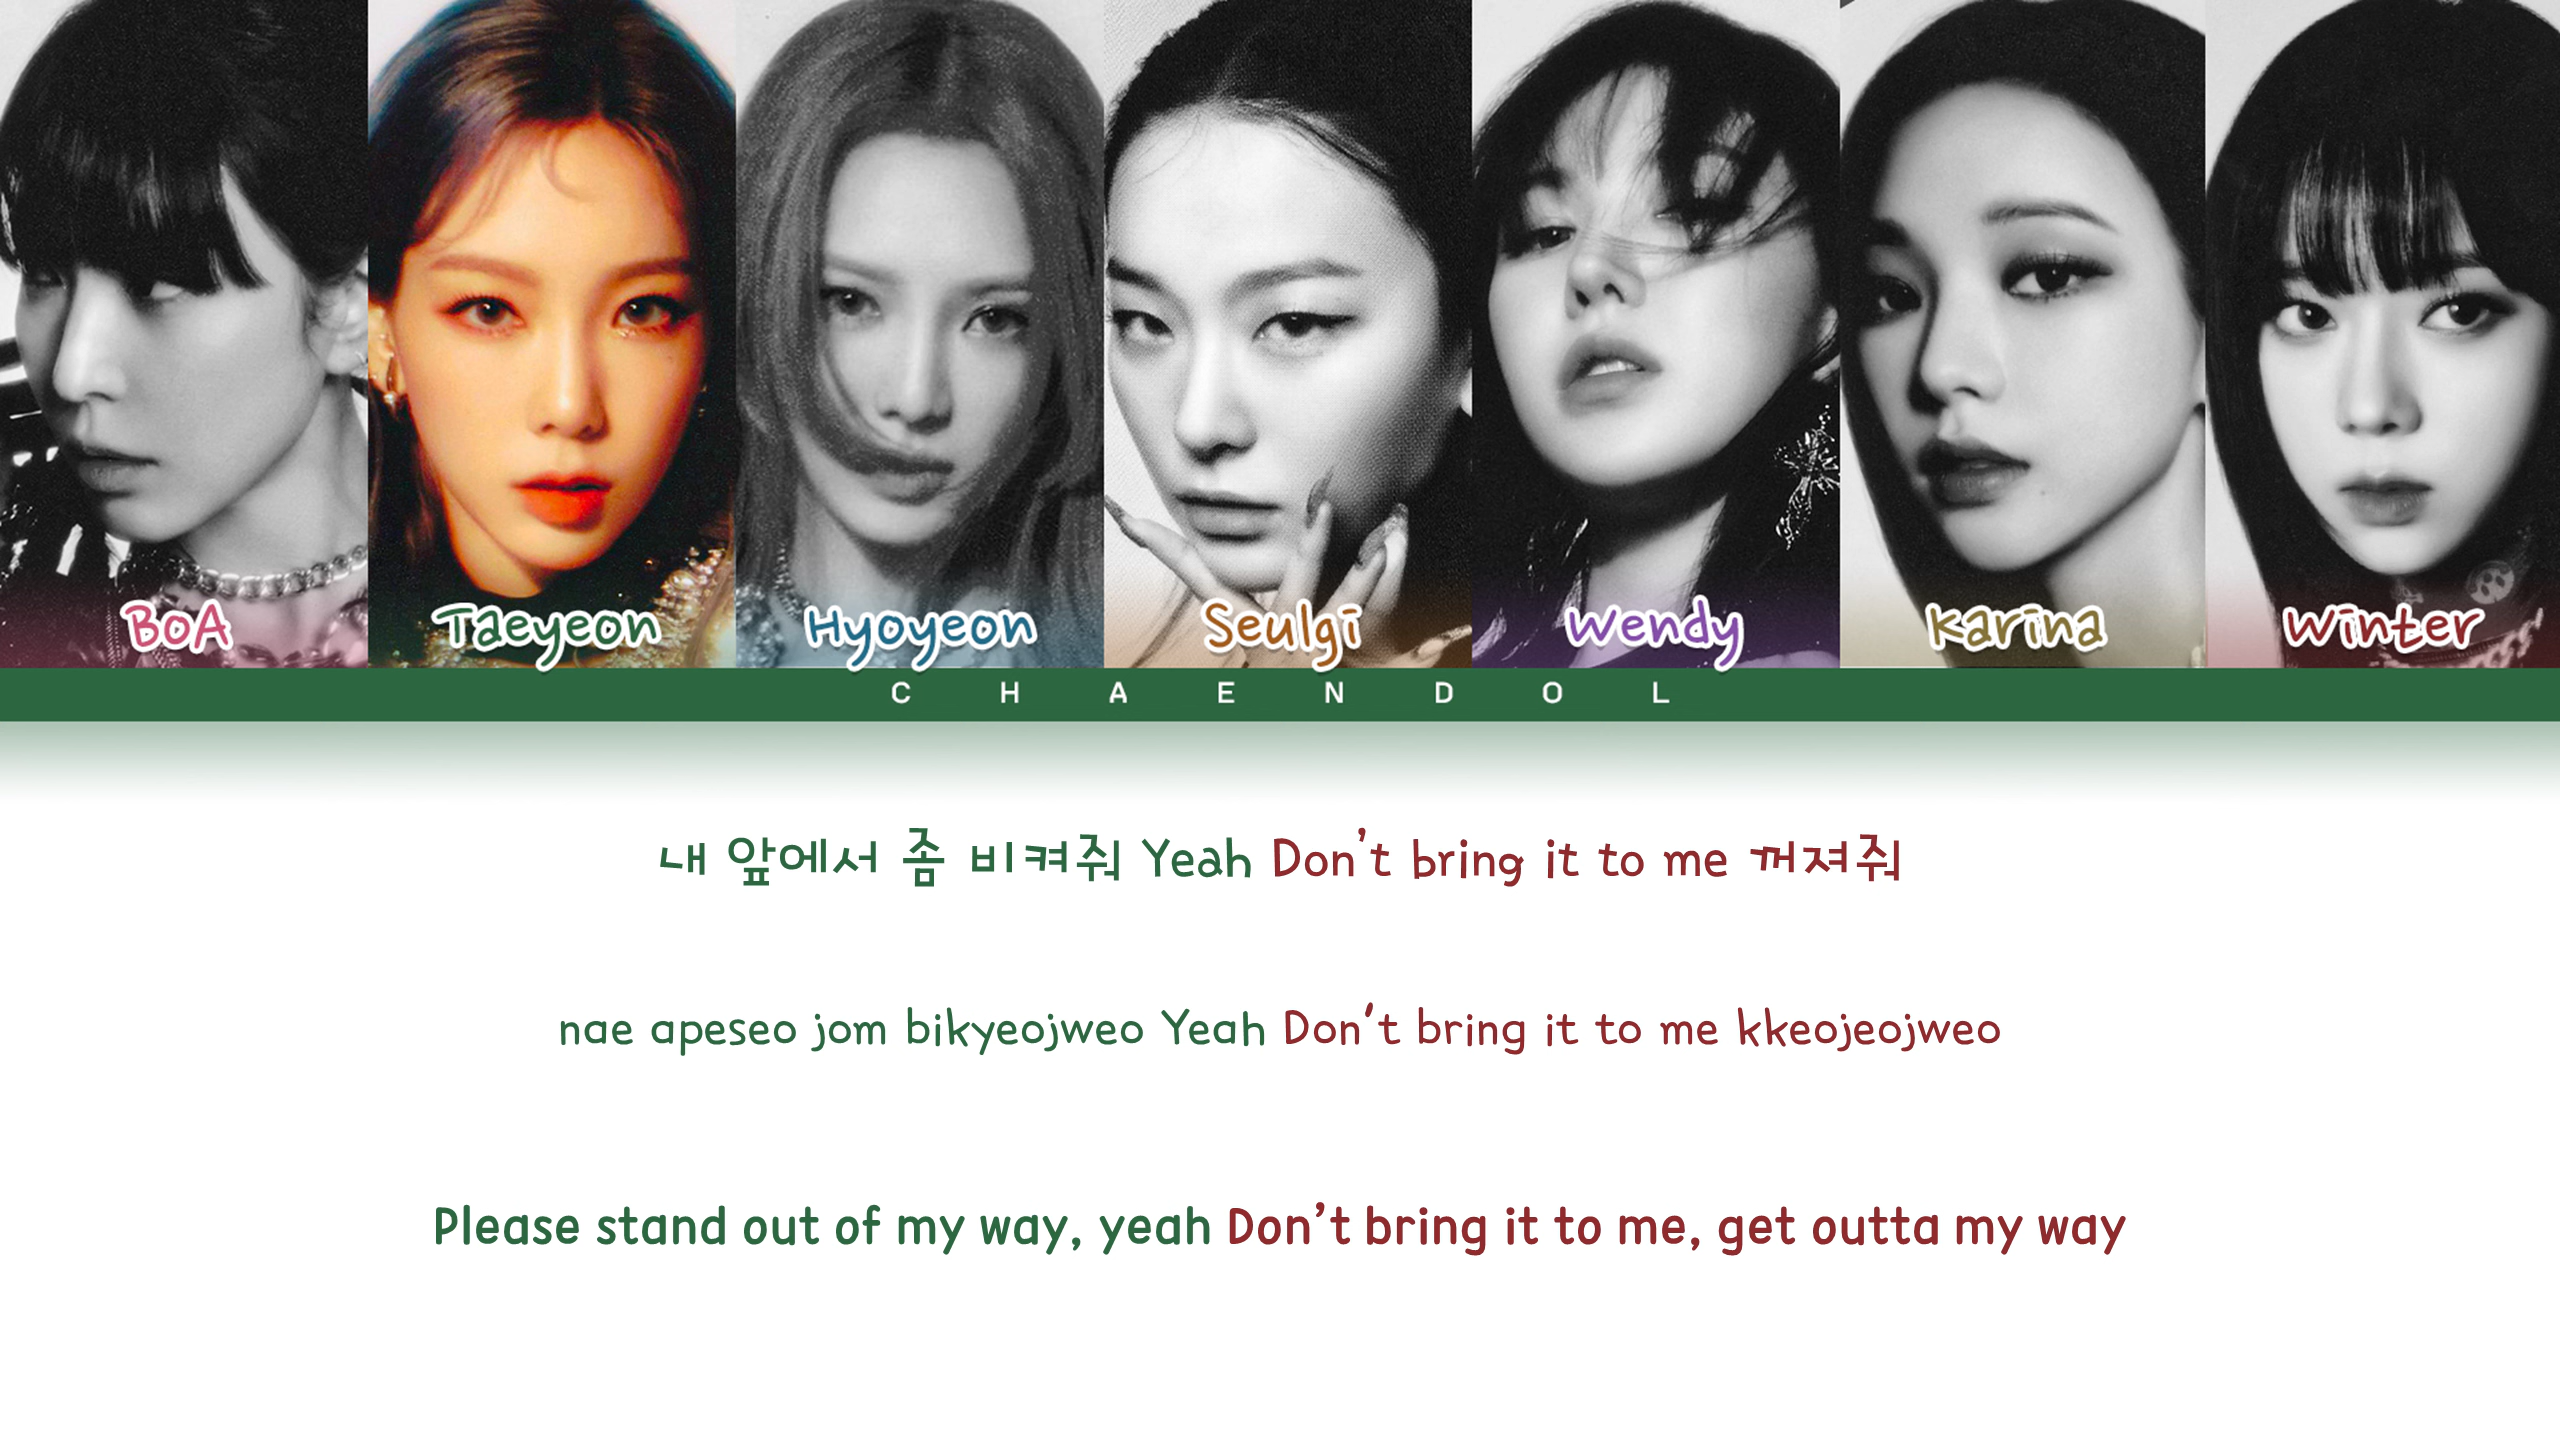 BoA Taeyeon Hyoyeon Seulgi Wendy Karina Winter
CHAENDOL
내 앞에서 좀 비켜줘 Yeah Don't bring it to me 꺼져줘
nae apeseo jom bikyeojweo Yeah Don't bring it to me kkeojeojweo
Please stand out of my way, yeah Don't bring it to me, get outta my way